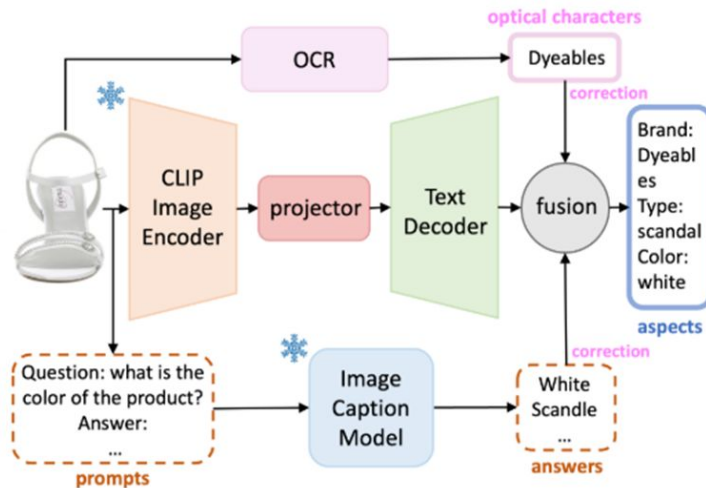 optical characters
OCR
Dyeables
correction
CLIP
Image
Encoder
projector
Text
Decoder
fusion
Brand:
Dyeabl
es
Type:
scandal
Color:
white
aspects
correction
Question: what is the
color of the product?
Answer:
...
prompts
Image
Caption
Model
White
Scandle
...
answers